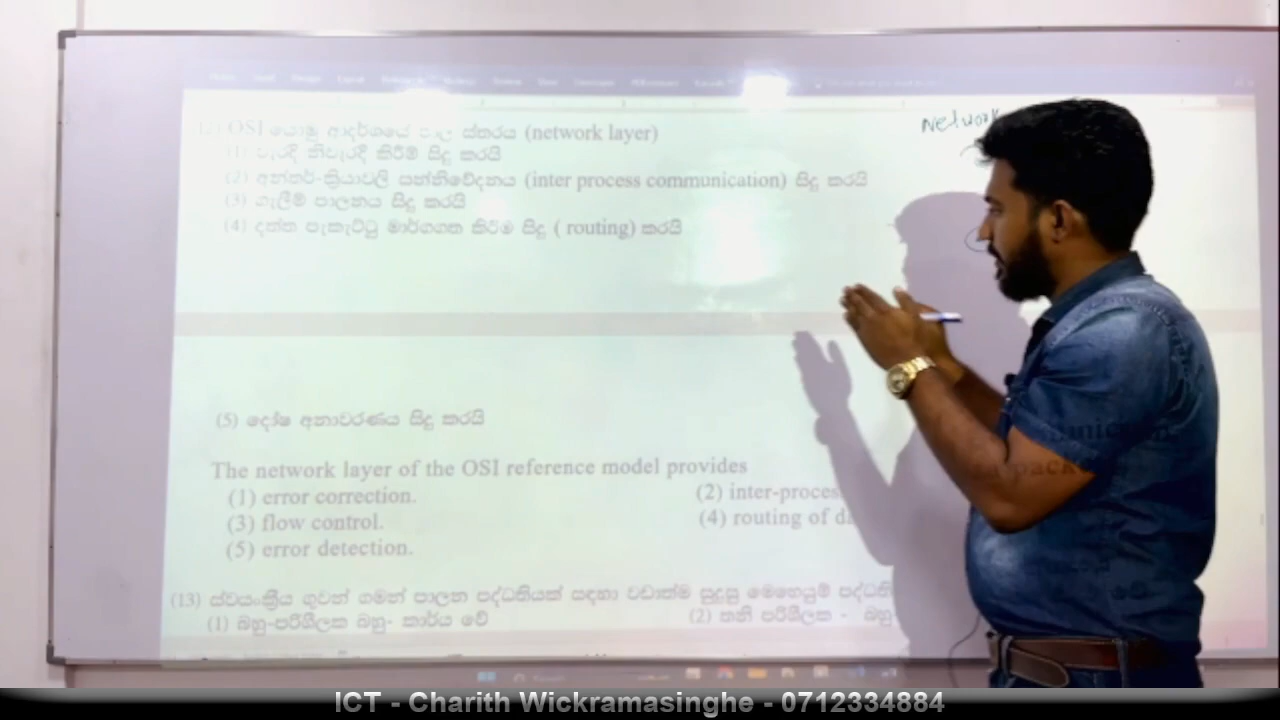 Network
OSI යොමු ආදර්ශයේ ස්තරය (network layer)
(1) වැරදි නිවැරදි කිරීම සිදු කරයි
(2) අන්තර්-ක්‍රියාවලි සන්නිවේදනය (inter process communication) සිදු කරයි
(3) ගැලීම් පාලනය සිදු කරයි
(4) දත්ත පැකැට්ටු මාර්ගගත කිරීම සිදු ( routing) කරයි
(5) දෝෂ අනාවරණය සිදු කරයි
The network layer of the OSI reference model provides
(1) error correction.
(2) inter-process
(3) flow control.
(4) routing of
(5) error detection.
(13) ස්වයංක්‍රීය ගුවන් ගමන් පාලන පද්ධතියක් සඳහා වඩාත්ම සුදුසු මෙහෙයුම් පද්ධති
(1) බහු-පරිශීලක බහු- කාර්ය වේ
(2) තනි පරිශීලක - බහු-
ICT - Charith Wickramasinghe - 0712334884